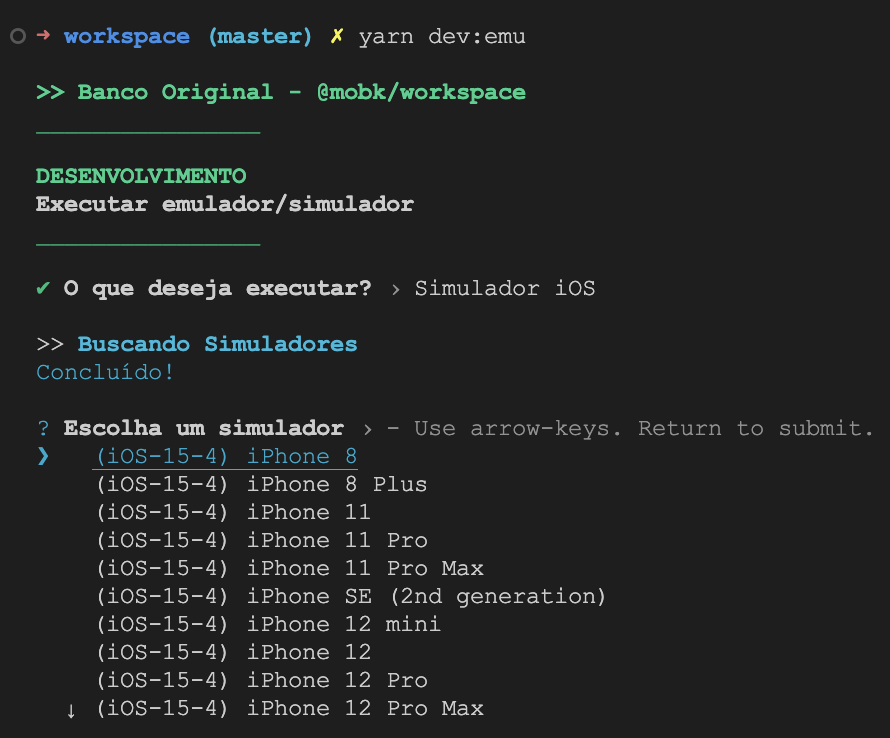 ➜ workspace (master) ✗ yarn dev:emu
>> Banco Original - @mobk/workspace
________________
DESENVOLVIMENTO
Executar emulador/simulador
________________
✔ O que deseja executar? › Simulador iOS
>> Buscando Simuladores
Concluído!
? Escolha um simulador › - Use arrow-keys. Return to submit.
❯ (iOS-15-4) iPhone 8
(iOS-15-4) iPhone 8 Plus
(iOS-15-4) iPhone 11
(iOS-15-4) iPhone 11 Pro
(iOS-15-4) iPhone 11 Pro Max
(iOS-15-4) iPhone SE (2nd generation)
(iOS-15-4) iPhone 12 mini
(iOS-15-4) iPhone 12
(iOS-15-4) iPhone 12 Pro
↓ (iOS-15-4) iPhone 12 Pro Max